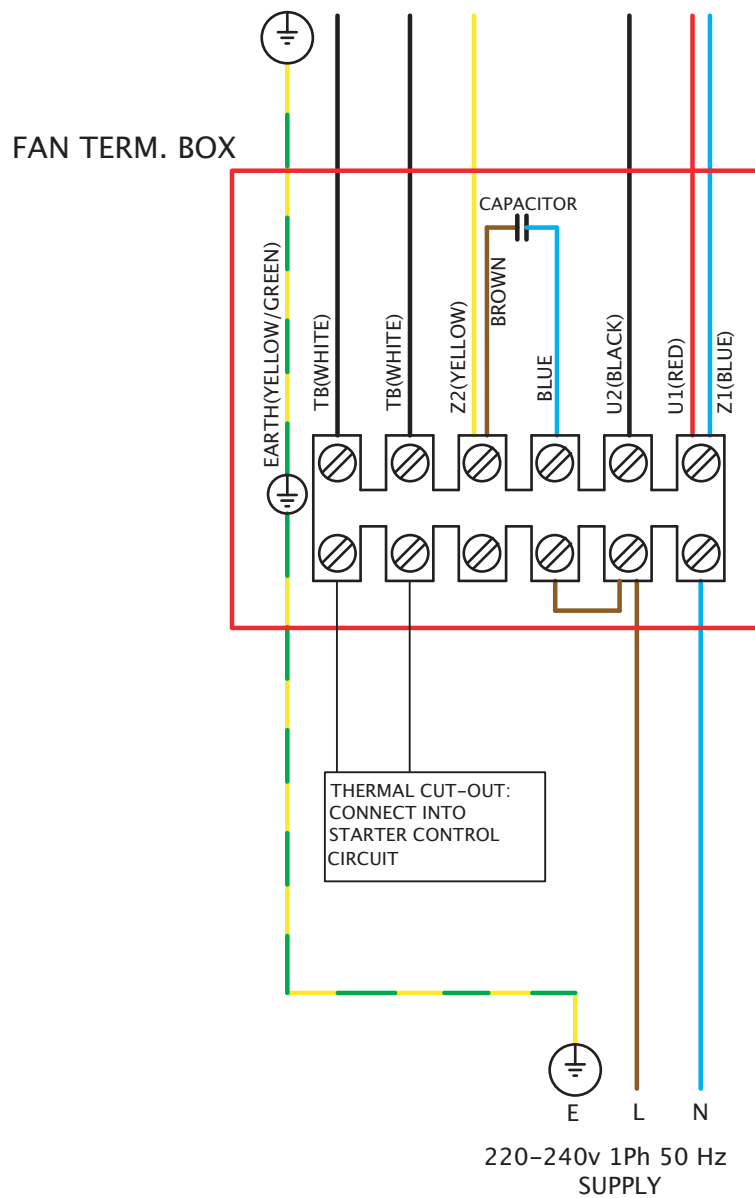 FAN TERM. BOX
CAPACITOR
EARTH(YELLOW/GREEN)
TB(WHITE)
TB(WHITE)
Z2(YELLOW)
BROWN
BLUE
U2(BLACK)
U1(RED)
Z1(BLUE)
THERMAL CUT-OUT:
CONNECT INTO
STARTER CONTROL
CIRCUIT
E
L
N
220-240v 1Ph 50 Hz
SUPPLY